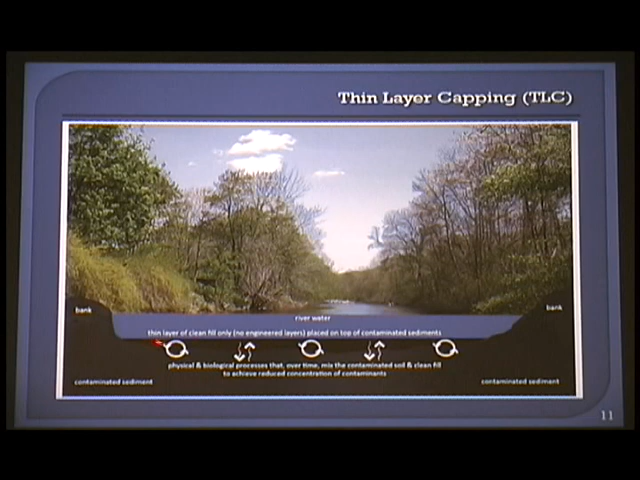 Thin Layer Capping (TLC)
bank
bank
river water
thin layer of clean fill only (no engineered layers) placed on top of contaminated sediments
physical & biological processes that, over time, mix the contaminated soil & clean fill
to achieve reduced concentration of contaminants
contaminated sediment
contaminated sediment
11